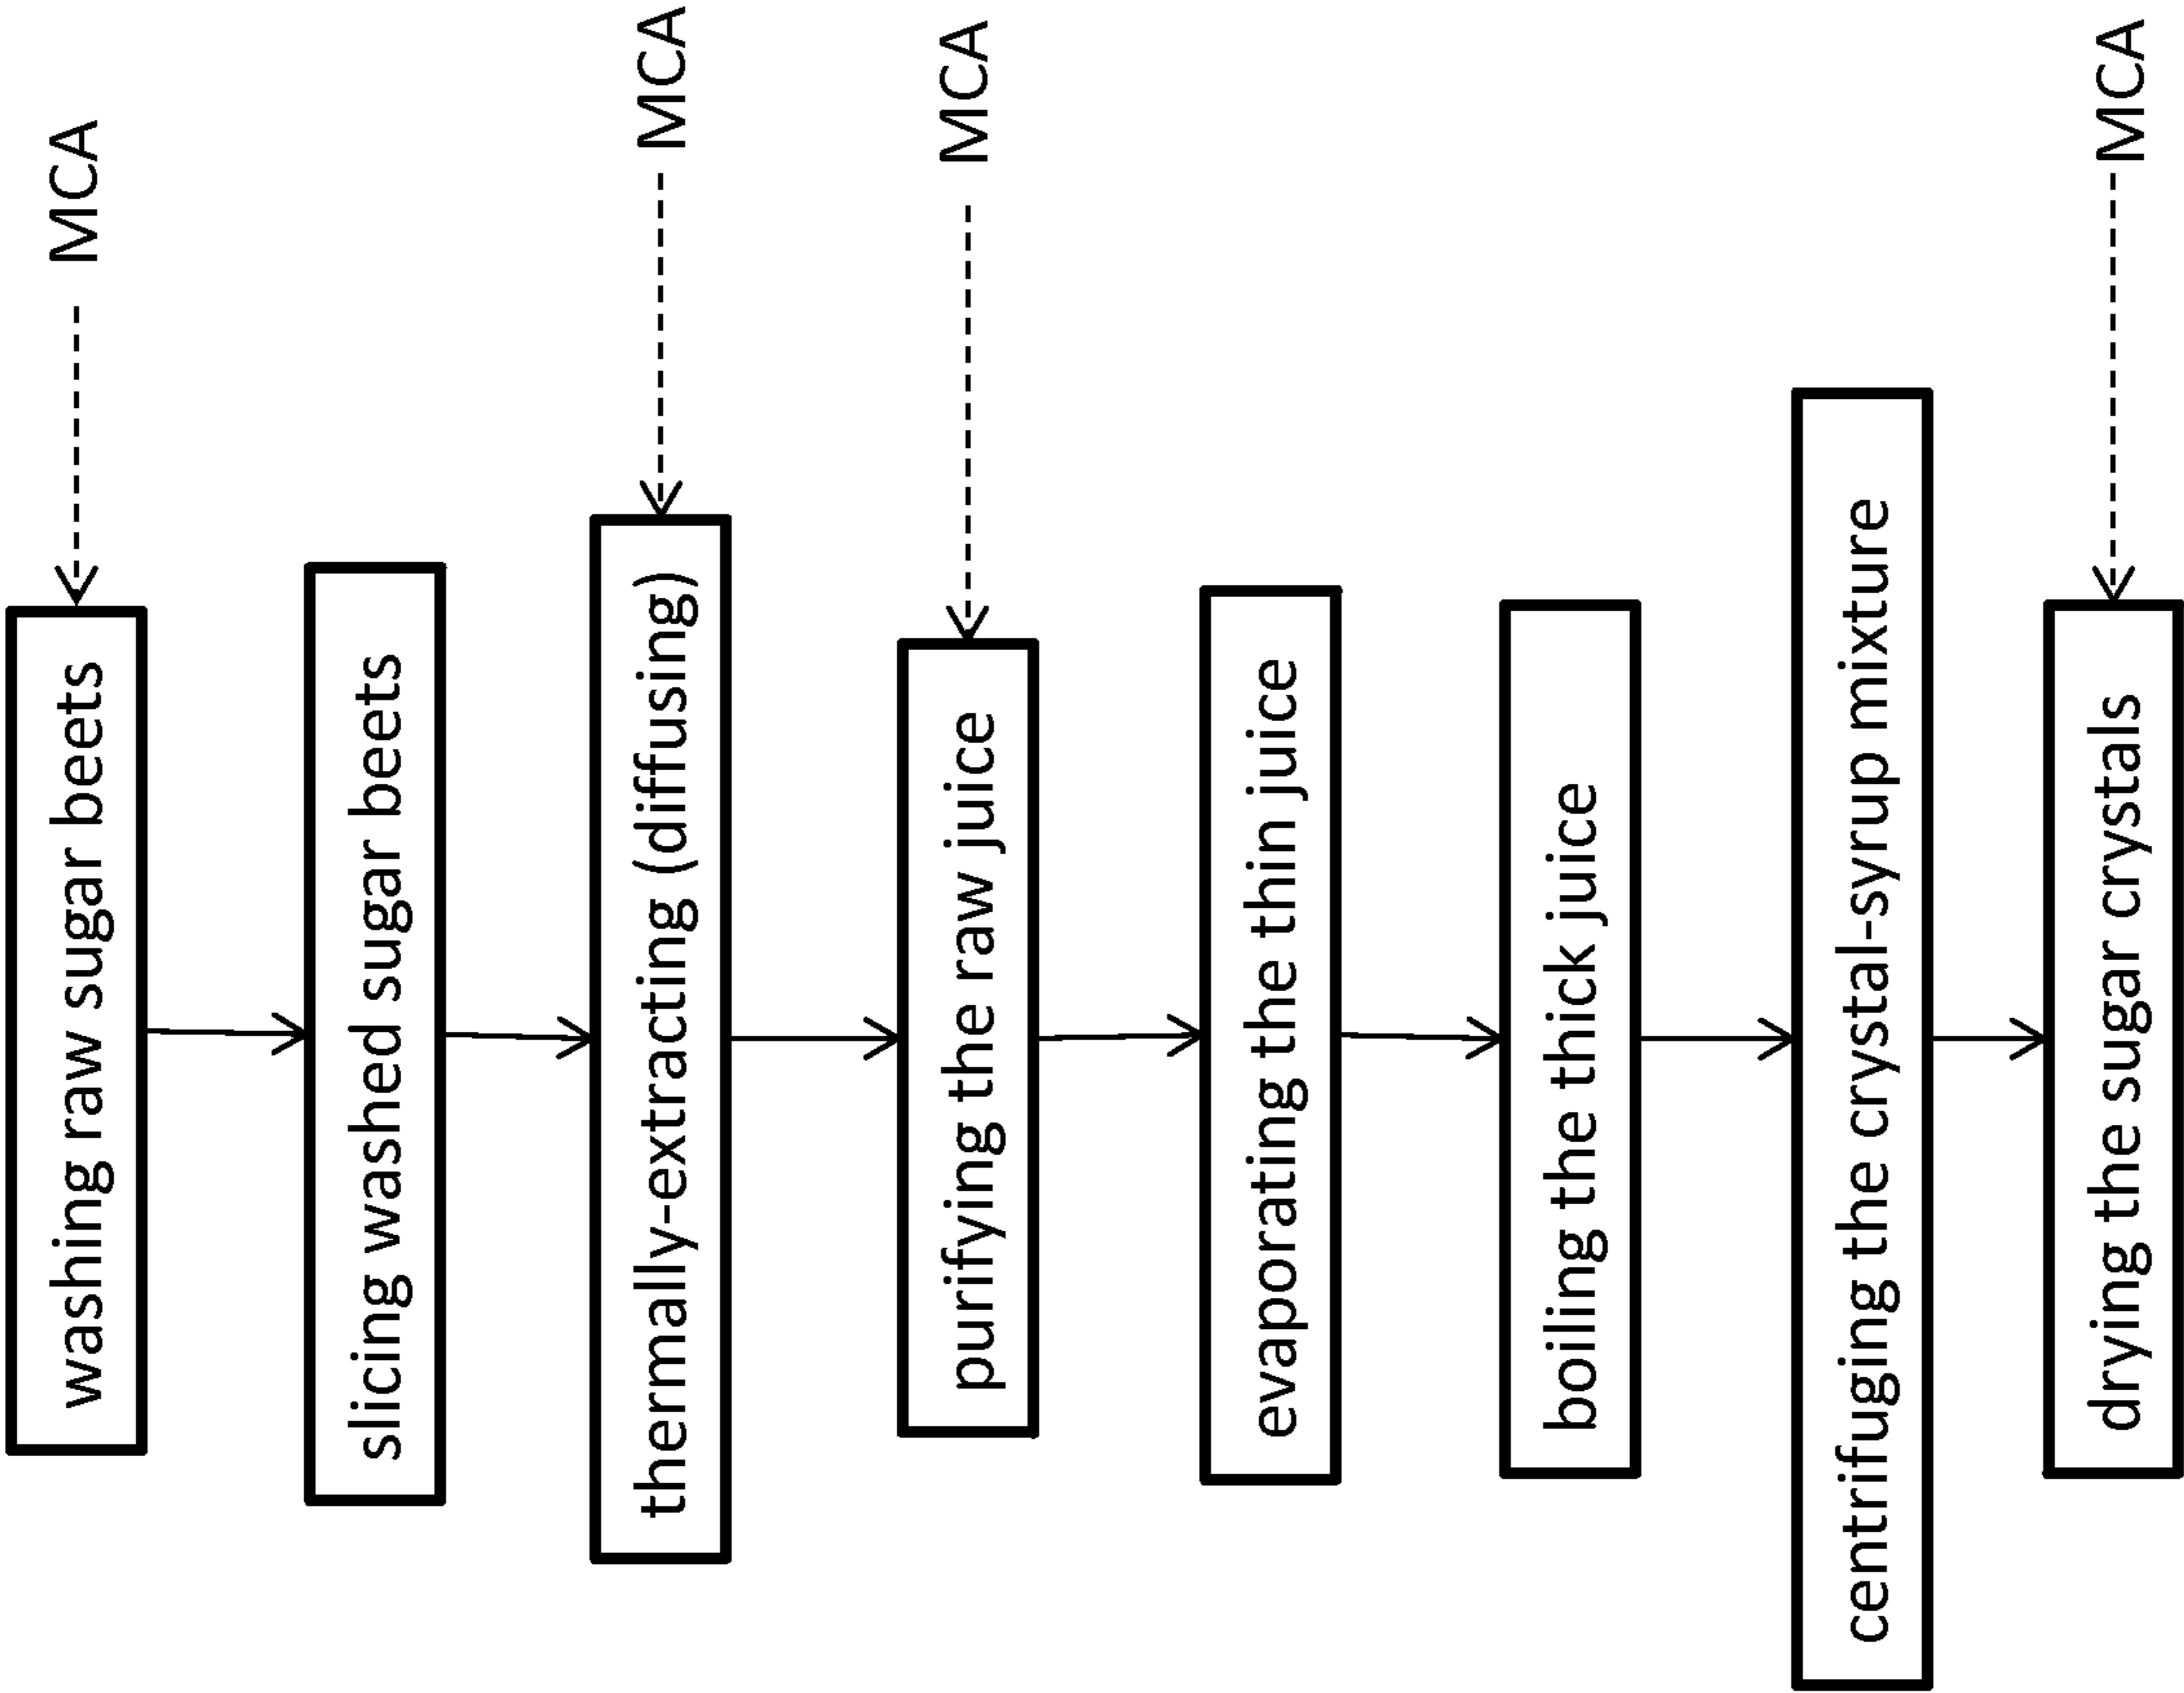 washing raw sugar beets
MCA
slicing washed sugar beets
thermally-extracting (diffusing)
MCA
purifying the raw juice
MCA
evaporating the thin juice
boiling the thick juice
centrifuging the crystal-syrup mixture
drying the sugar crystals
MCA